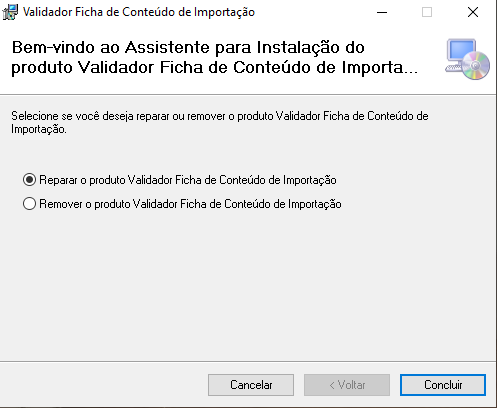 Validador Ficha de Conteúdo de Importação
Bem-vindo ao Assistente para Instalação do
produto Validador Ficha de Conteúdo de Importa...
Selecione se você deseja reparar ou remover o produto Validador Ficha de Conteúdo de
Importação.
Reparar o produto Validador Ficha de Conteúdo de Importação
Remover o produto Validador Ficha de Conteúdo de Importação
Cancelar
< Voltar
Concluir